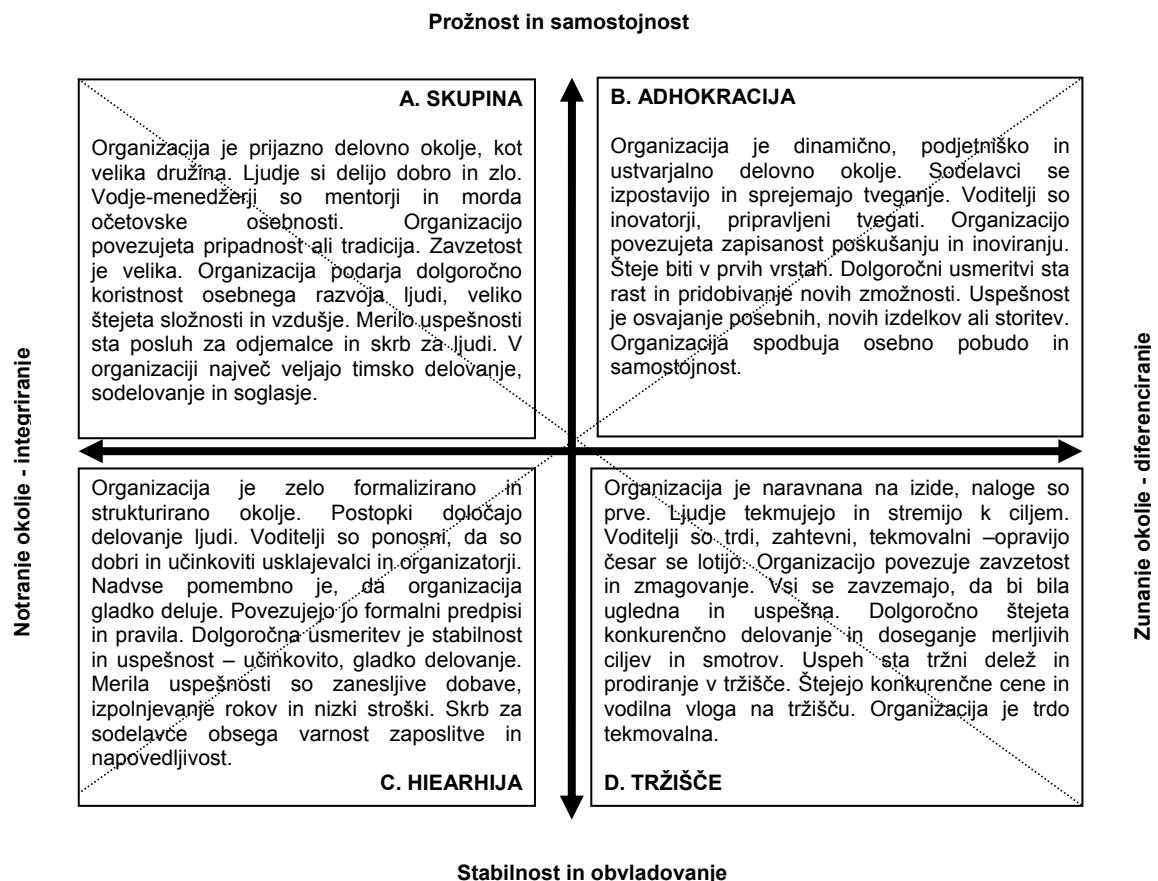 Prožnost in samostojnost
A. SKUPINA
Organizacija je prijazno delovno okolje, kot
velika družina. Ljudje si delijo dobro in zlo.
Vodje-menedžerji so mentorji in morda
očetovske osebnosti. Organizacijo
povezujeta pripadnost ali tradicija. Zavzetost
je velika. Organizacija podarja dolgoročno
koristnost osebnega razvoja ljudi, veliko
štejeta složnosti in vzdušje. Merilo uspešnosti
sta posluh za odjemalce in skrb za ljudi. V
organizaciji največ veljajo timsko delovanje,
sodelovanje in soglasje.
B. ADHOKRACIJA
Organizacija je dinamično, podjetniško in
ustvarjalno delovno okolje. Sodelavci se
izpostavijo in sprejemajo tveganje. Voditelji so
inovatorji, pripravljeni tvegati. Organizacijo
povezujeta zapisanost poskušanju in inoviranju.
Šteje biti v prvih vrstah. Dolgoročni usmeritvi sta
rast in pridobivanje novih zmožnosti. Uspešnost
je osvajanje posebnih, novih izdelkov ali storitev.
Organizacija spodbuja osebno pobudo in
samostojnost.
Notranje okolje - integriranje
Zunanje okolje - diferenciranje
Organizacija je zelo formalizirano in
strukturirano okolje. Postopki določajo
delovanje ljudi. Voditelji so ponosni, da so
dobri in učinkoviti usklajevalci in organizatorji.
Nadvse pomembno je, da organizacija
gladko deluje. Povezujejo jo formalni predpisi
in pravila. Dolgoročna usmeritev je stabilnost
in uspešnost – učinkovito, gladko delovanje.
Merila uspešnosti so zanesljive dobave,
izpolnjevanje rokov in nizki stroški. Skrb za
sodelavce obsega varnost zaposlitve in
napovedljivost.
C. HIEARHIJA
Organizacija je naravnana na izide, naloge so
prve. Ljudje tekmujejo in stremijo k ciljem.
Voditelji so trdi, zahtevni, tekmovalni –opravijo
česar se lotijo. Organizacijo povezuje zavzetost
in zmagovanje. Vsi se zavzemajo, da bi bila
ugledna in uspešna. Dolgoročno štejeta
konkurenčno delovanje in doseganje merljivih
ciljev in smotrov. Uspeh sta tržni delež in
prodiranje v tržišče. Štejejo konkurenčne cene in
vodilna vloga na tržišču. Organizacija je trdo
tekmovalna.
D. TRŽIŠČE
Stabilnost in obvladovanje